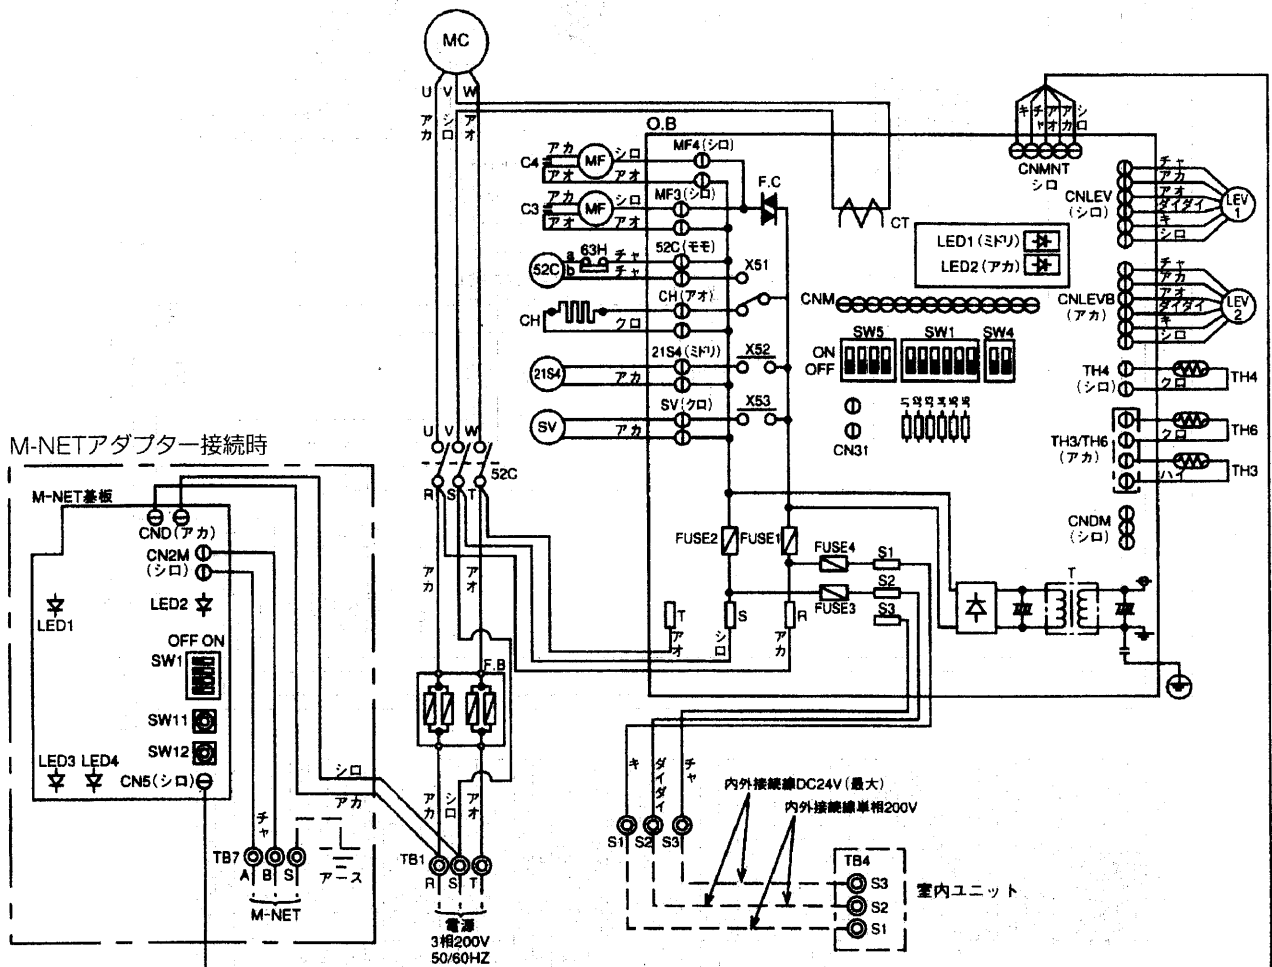 MC
U V W
アカ
シロ
アオ
O.B
C4
アカ
アオ
MF
シロ
アオ
MF4(シロ)
C3
アカ
アオ
MF
シロ
アオ
MF3(シロ)
F.C
CT
52C
a
b
63H
チャ
チャ
52C(モモ)
X51
CH
クロ
CH(アオ)
21S4
アカ
21S4(ミドリ)
X52
SV
アカ
SV(クロ)
X53
キ
チャ
アオ
アカ
シロ
CNMNT
シロ
LED1(ミドリ)
LED2(アカ)
CNM
ON
OFF
SW5
SW1
SW4
CN31
CNLEV
(シロ)
チャ
アカ
アオ
ダイダイ
キ
シロ
LEV
1
CNLEVB
(アカ)
チャ
アカ
アオ
ダイダイ
キ
シロ
LEV
2
TH4
(シロ)
クロ
TH4
TH3/TH6
(アカ)
クロ
TH6
ハイ
TH3
CNDM
(シロ)
U V W
52C
R S T
アカ
アオ
FUSE2
FUSE1
FUSE4
S1
FUSE3
S2
S3
T
S
R
アオ
シロ
アカ
T
F.B
アカ
シロ
アオ
TB1
R S T
電源
3相200V
50/60HZ
M-NETアダプター接続時
M-NET基板
CND(アカ)
CN2M
(シロ)
LED1
LED2
OFF ON
SW1
SW11
SW12
LED3 LED4
CN5(シロ)
シロ
アカ
チャ
TB7
A B S
アース
M-NET
キ
ダイダイ
チャ
S1 S2 S3
内外接続線DC24V(最大)
内外接続線単相200V
TB4
S3
S2
S1
室内ユニット